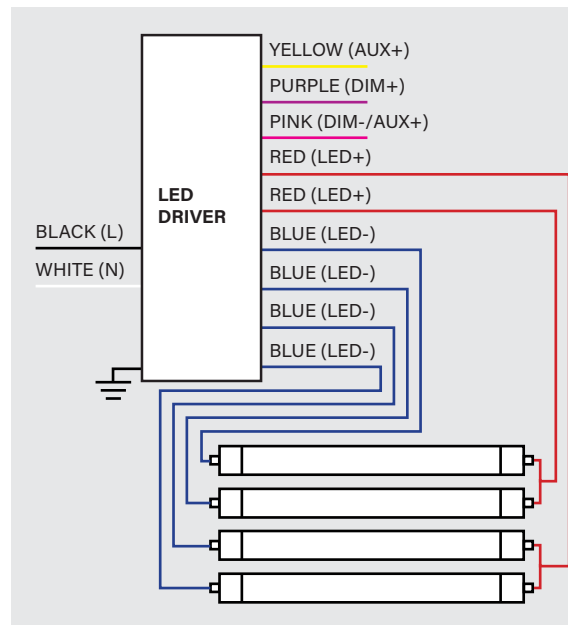 YELLOW (AUX+)
PURPLE (DIM+)
PINK (DIM-/AUX+)
RED (LED+)
LED
DRIVER
RED (LED+)
BLACK (L)
BLUE (LED-)
WHITE (N)
BLUE (LED-)
BLUE (LED-)
BLUE (LED-)